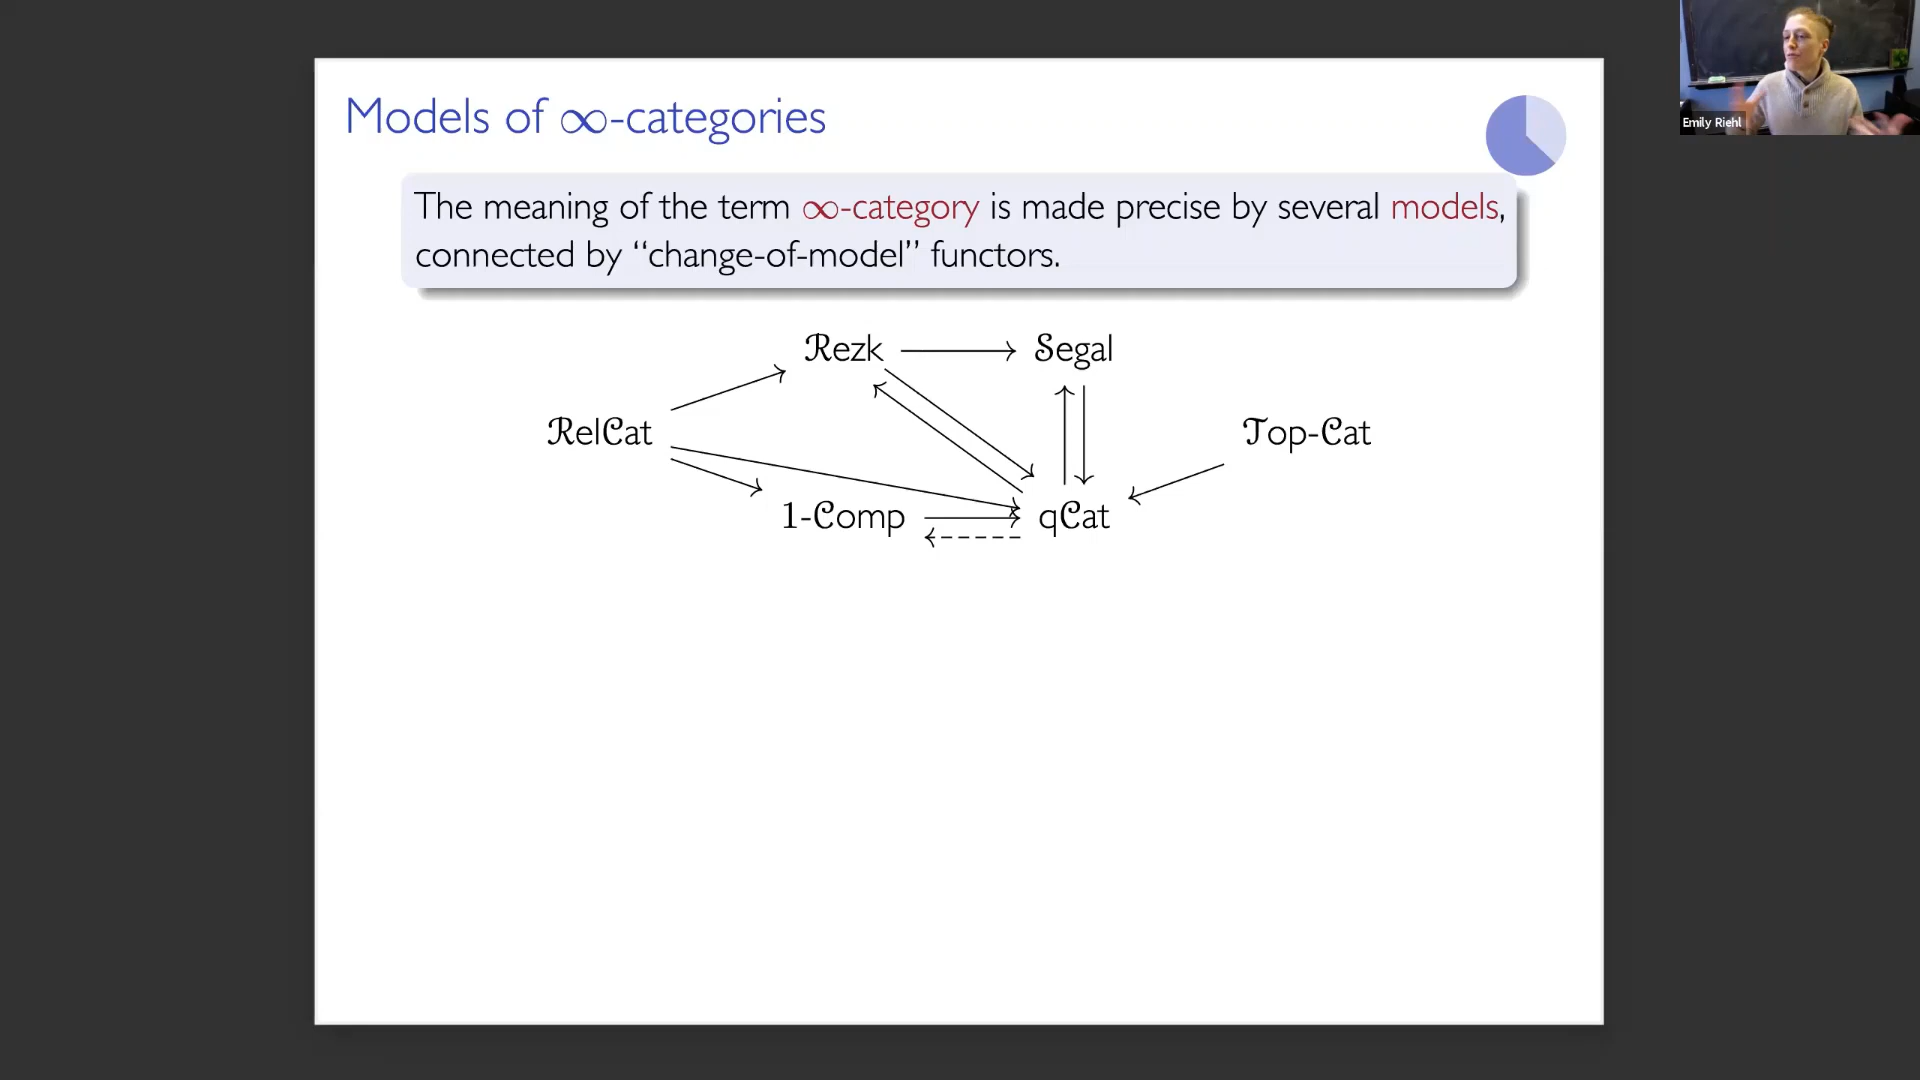 Models of ∞-categories
The meaning of the term ∞-category is made precise by several models,
connected by “change-of-model” functors.
Rezk Segal
RelCat Top-Cat
1-Comp qCat
Emily Riehl